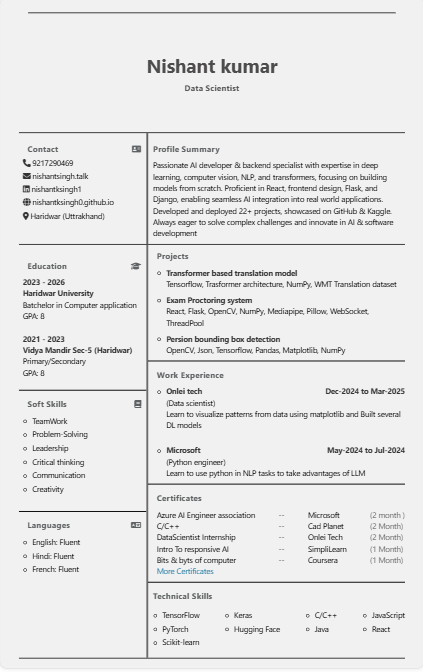 Nishant kumar
Data Scientist
Contact
9217290469
nishantsingh.talk
nishantksingh1
nishantksingh0.github.io
Haridwar (Uttrakhand)
Education
2023 - 2026
Haridwar University
Batchelor in Computer application
GPA: 8
2021 - 2023
Vidya Mandir Sec-5 (Haridwar)
Primary/Secondary
GPA: 8
Soft Skills
TeamWork
Problem-Solving
Leadership
Critical thinking
Communication
Creativity
Languages
English: Fluent
Hindi: Fluent
French: Fluent
Profile Summary
Passionate AI developer & backend specialist with expertise in deep
learning, computer vision, NLP, and transformers, focusing on building
models from scratch. Proficient in React, frontend design, Flask, and
Django, enabling seamless AI integration into real world applications.
Developed and deployed 22+ projects, showcased on GitHub & Kaggle.
Always eager to solve complex challenges and innovate in AI & software
development
Projects
Transformer based translation model
Tensorflow, Trasformer architecture, NumPy, WMT Translation dataset
Exam Proctoring system
React, Flask, OpenCV, NumPy, Mediapipe, Pillow, WebSocket,
ThreadPool
Persion bounding box detection
OpenCV, Json, Tensorflow, Pandas, Matplotlib, NumPy
Work Experience
Onlei tech Dec-2024 to Mar-2025
(Data scientist)
Learn to visualize patterns from data using matplotlib and Built several
DL models
Microsoft May-2024 to Jul-2024
(Python engineer)
Learn to use python in NLP tasks to take advantages of LLM
Certificates
Azure AI Engineer association -- Microsoft (2 month )
C/C++ -- Cad Planet (2 Month)
DataScientist Internship -- Onlei Tech (2 Month)
Intro To responsive AI -- SimpliLearn (1 Month)
Bits & byts of computer -- Coursera (1 Month)
More Certificates
Technical Skills
TensorFlow Keras C/C++ JavaScript
PyTorch Hugging Face Java React
Scikit-learn